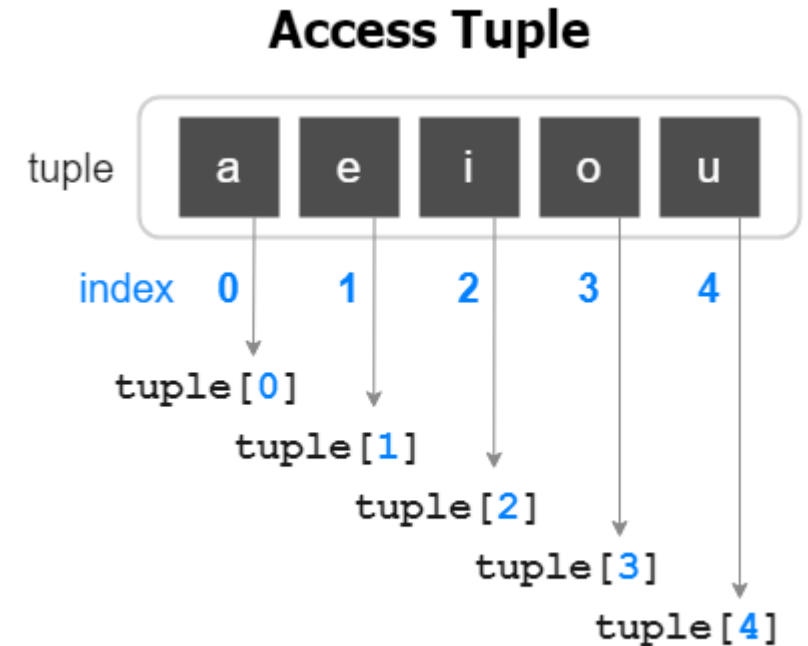 Access Tuple
tuple a e i o u
index 0 1 2 3 4
tuple[0]
tuple[1]
tuple[2]
tuple[3]
tuple[4]